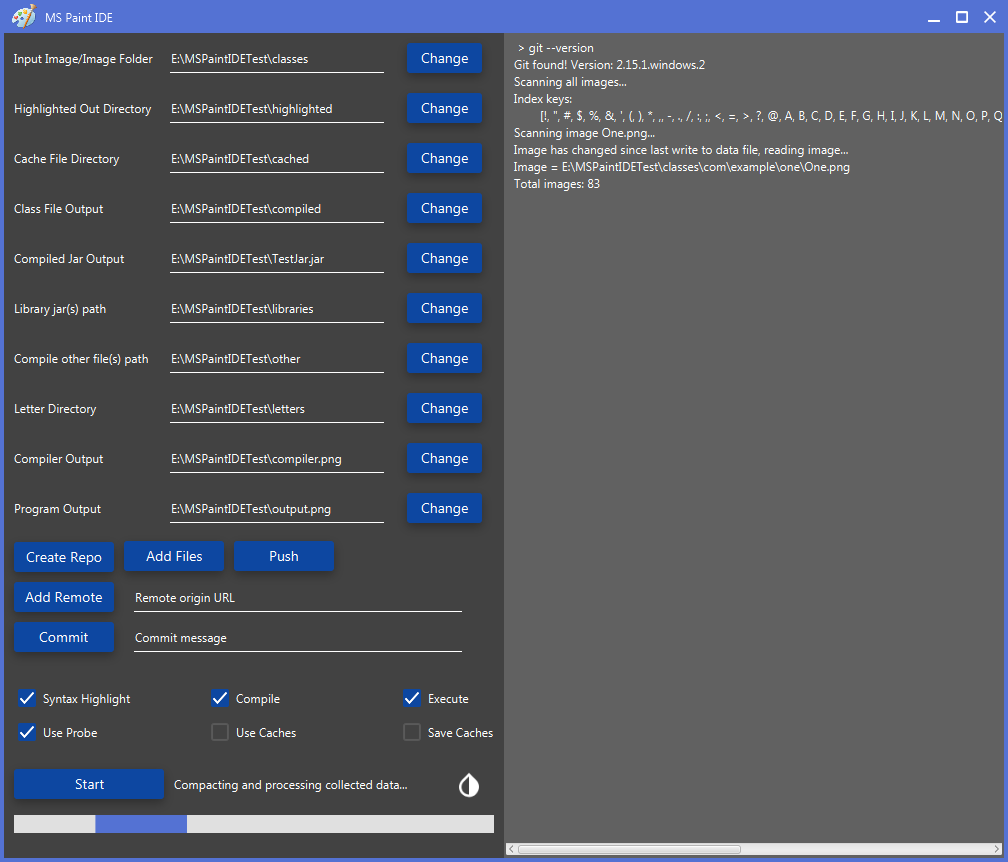 MS Paint IDE
Input Image/Image Folder E:\MSPaintIDETest\classes Change
Highlighted Out Directory E:\MSPaintIDETest\highlighted Change
Cache File Directory E:\MSPaintIDETest\cached Change
Class File Output E:\MSPaintIDETest\compiled Change
Compiled Jar Output E:\MSPaintIDETest\TestJar.jar Change
Library jar(s) path E:\MSPaintIDETest\libraries Change
Compile other file(s) path E:\MSPaintIDETest\other Change
Letter Directory E:\MSPaintIDETest\letters Change
Compiler Output E:\MSPaintIDETest\compiler.png Change
Program Output E:\MSPaintIDETest\output.png Change
Create Repo Add Files Push
Add Remote Remote origin URL
Commit Commit message
Syntax Highlight Compile Execute
Use Probe Use Caches Save Caches
Start Compacting and processing collected data...
> git --version
Git found! Version: 2.15.1.windows.2
Scanning all images...
Index keys:
[!, ", #, $, %, &, ', (, ), *, ,, -, ., /, :, ;, <, =, >, ?, @, A, B, C, D, E, F, G, H, I, J, K, L, M, N, O, P, Q
Scanning image One.png...
Image has changed since last write to data file, reading image...
Image = E:\MSPaintIDETest\classes\com\example\one\One.png
Total images: 83